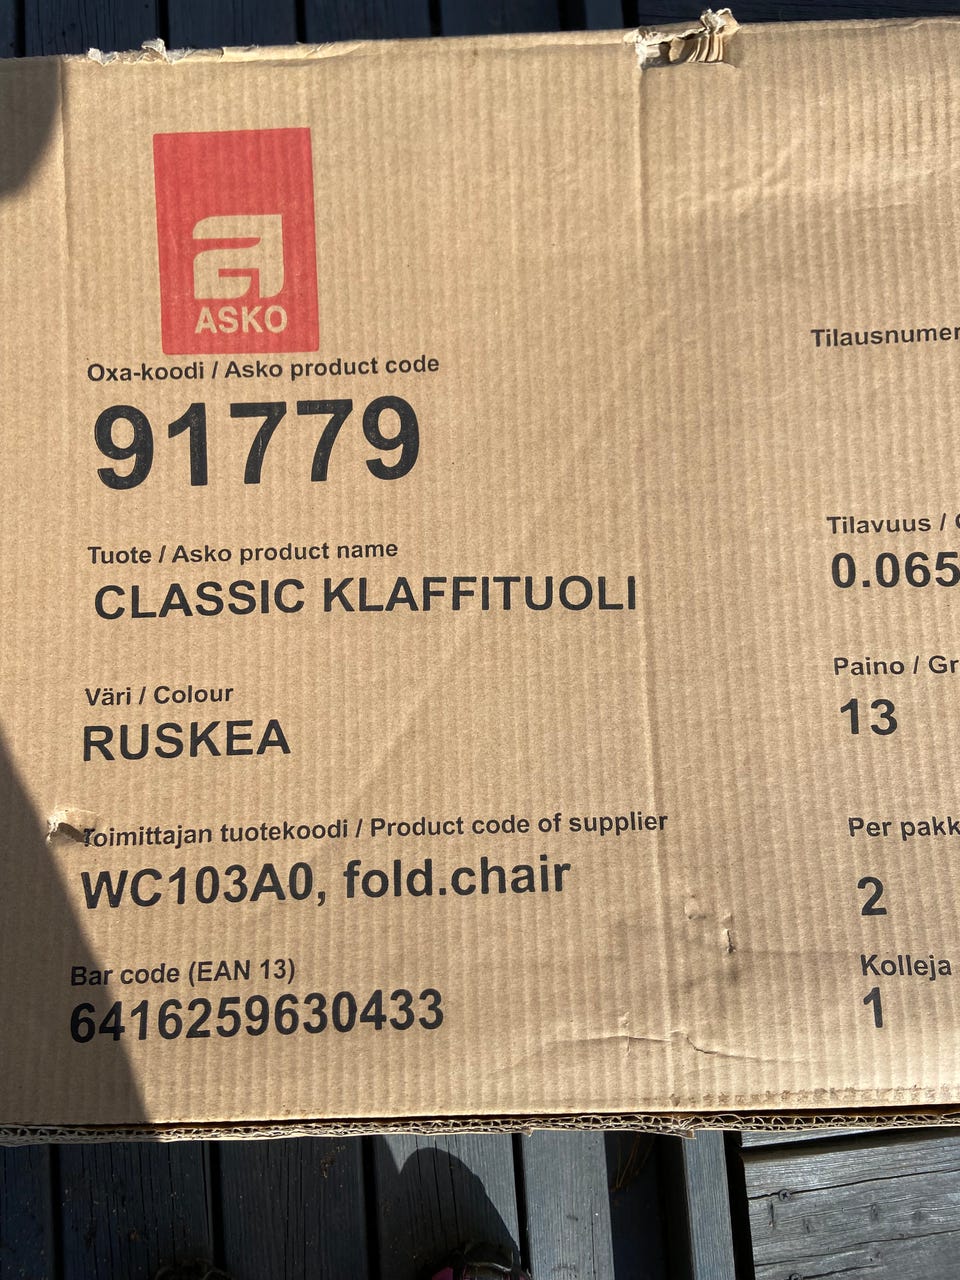 ASKO
Oxa-koodi / Asko product code
91779
Tuote / Asko product name
CLASSIC KLAFFITUOLI
Väri / Colour
RUSKEA
Toimittajan tuotekoodi / Product code of supplier
WC103A0, fold.chair
Bar code (EAN 13)
6416259630433
Tilausnumer
Tilavuus /
0.065
Paino / Gr
13
Per pakk
2
Kolleja
1